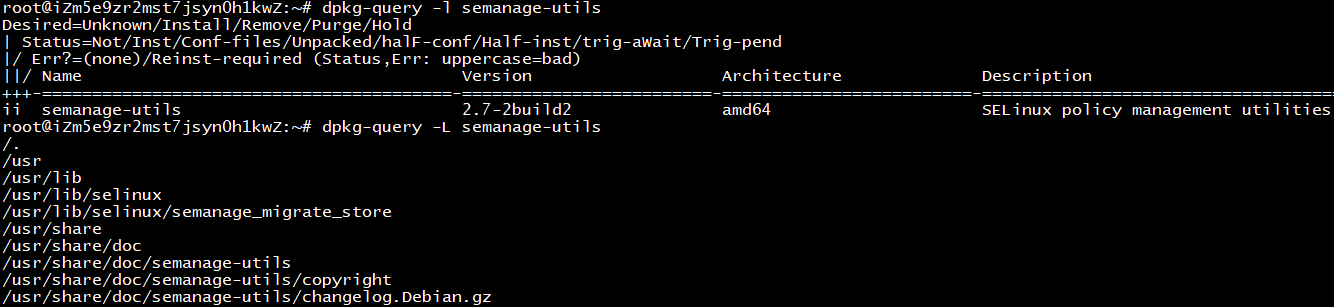 root@iZm5e9zr2mst7jsyn0h1kwZ:~# dpkg-query -l semanage-utils
Desired=Unknown/Install/Remove/Purge/Hold
| Status=Not/Inst/Conf-files/Unpacked/halF-conf/Half-inst/trig-aWait/Trig-pend
|/ Err?=(none)/Reinst-required (Status,Err: uppercase=bad)
||/ Name                                      Version                   Architecture              Description
+++-=========================================-=========================-=========================-===================================
ii  semanage-utils                            2.7-2build2               amd64                     SELinux policy management utilities
root@iZm5e9zr2mst7jsyn0h1kwZ:~# dpkg-query -L semanage-utils
/.
/usr
/usr/lib
/usr/lib/selinux
/usr/lib/selinux/semanage_migrate_store
/usr/share
/usr/share/doc
/usr/share/doc/semanage-utils
/usr/share/doc/semanage-utils/copyright
/usr/share/doc/semanage-utils/changelog.Debian.gz